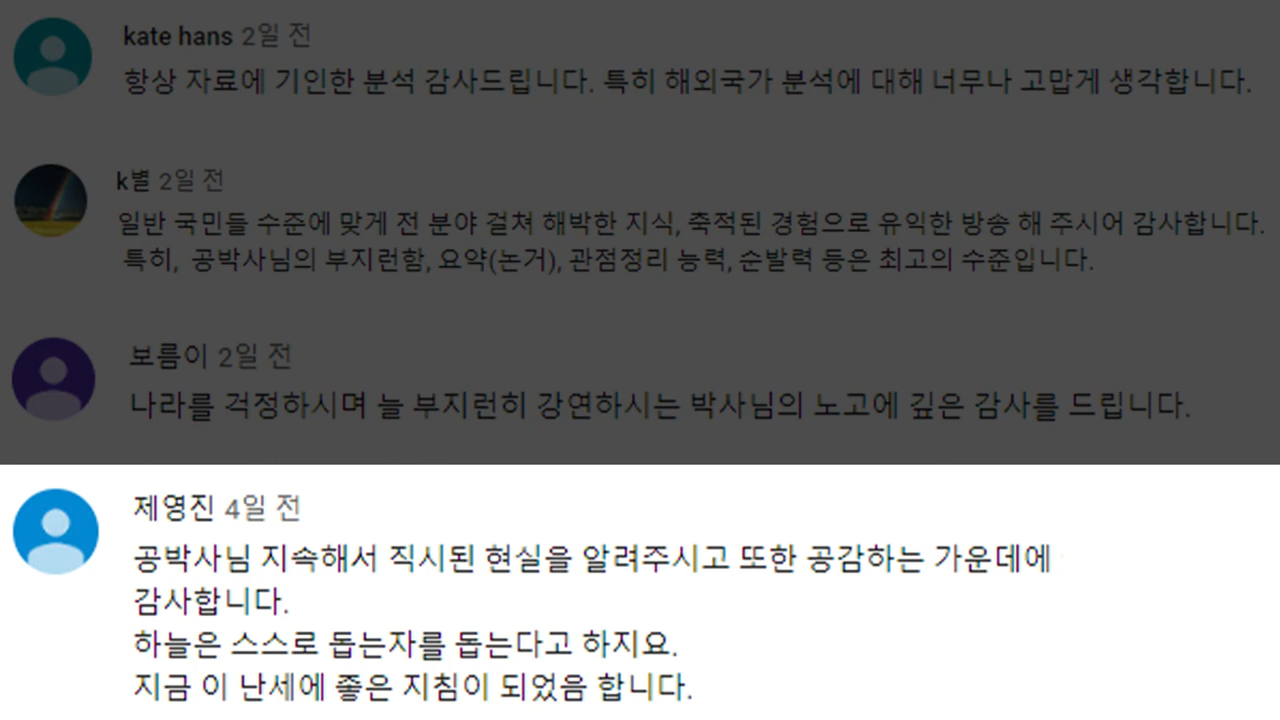 kate hans 2일 전
항상 자료에 기인한 분석 감사드립니다. 특히 해외국가 분석에 대해 너무나 고맙게 생각합니다.
k별 2일 전
일반 국민들 수준에 맞게 전 분야 걸쳐 해박한 지식, 축적된 경험으로 유익한 방송 해 주시어 감사합니다.
특히, 공박사님의 부지런함, 요약(논거), 관점정리 능력, 순발력 등은 최고의 수준입니다.
보름이 2일 전
나라를 걱정하시며 늘 부지런히 강연하시는 박사님의 노고에 깊은 감사를 드립니다.
제영진 4일 전
공박사님 지속해서 직시된 현실을 알려주시고 또한 공감하는 가운데에
감사합니다.
하늘은 스스로 돕는자를 돕는다고 하지요.
지금 이 난세에 좋은 지침이 되었음 합니다.